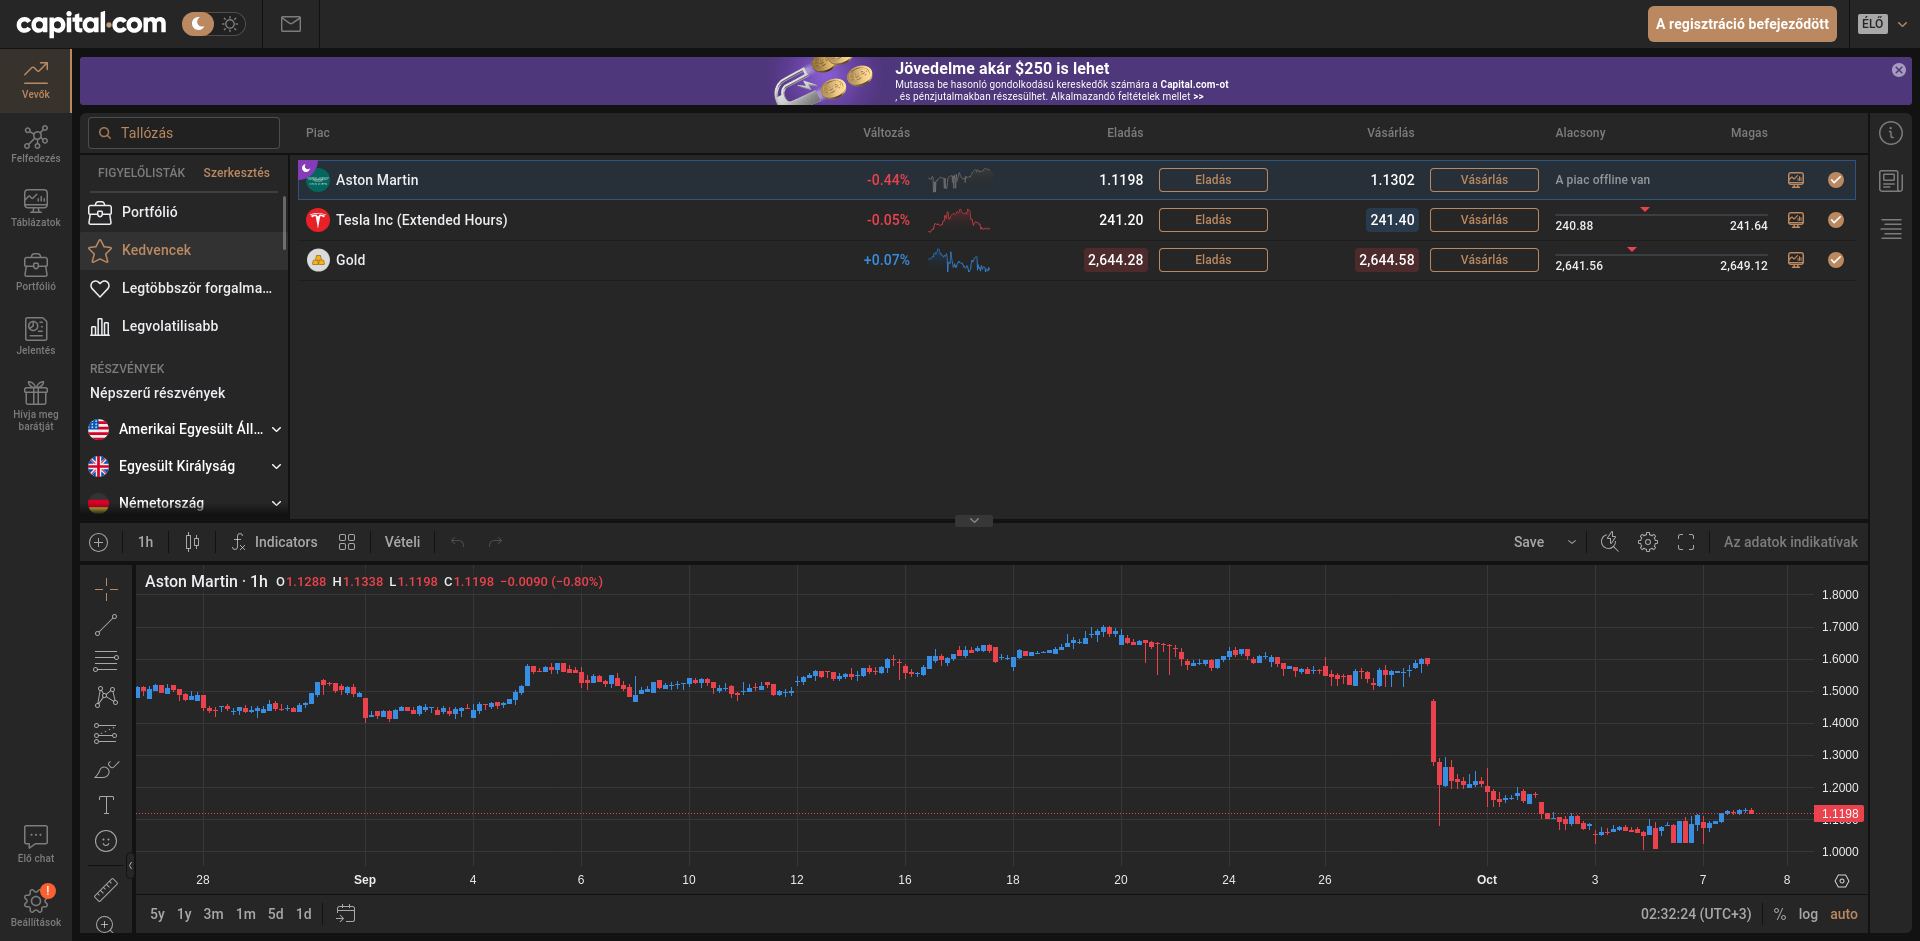 capital.com
A regisztráció befejeződött
ÉLŐ
Vevők
Felfedezés
Táblázatok
Portfólió
Jelentés
Hívja meg
barátját
Élő chat
Beállítások
!
Jövedelme akár $250 is lehet
Mutassa be hasonló gondolkodású kereskedők számára a Capital.com-ot
, és pénzjutalmakban részesülhet. Alkalmazandó feltételek mellet >>
Tallózás
FIGYELŐLISTÁK Szerkesztés
Portfólió
Kedvencek
Legtöbbször forgalma...
Legvolatilisabb
RÉSZVÉNYEK
Népszerű részvények
Amerikai Egyesült Áll...
Egyesült Királyság
Németország
Piac Változás Eladás Vásárlás Alacsony Magas
Aston Martin -0.44% 1.1198 Eladás 1.1302 Vásárlás A piac offline van
Tesla Inc (Extended Hours) -0.05% 241.20 Eladás 241.40 Vásárlás 240.88 241.64
Gold +0.07% 2,644.28 Eladás 2,644.58 Vásárlás 2,641.56 2,649.12
1h Indicators Vételi Save Az adatok indikatívak
Aston Martin · 1h O1.1288 H1.1338 L1.1198 C1.1198 −0.0090 (−0.80%)
1.8000
1.7000
1.6000
1.5000
1.4000
1.3000
1.2000
1.1198
1.0000
28 Sep 4 6 10 12 16 18 20 24 26 Oct 3 7 8
5y 1y 3m 1m 5d 1d 02:32:24 (UTC+3) % log auto